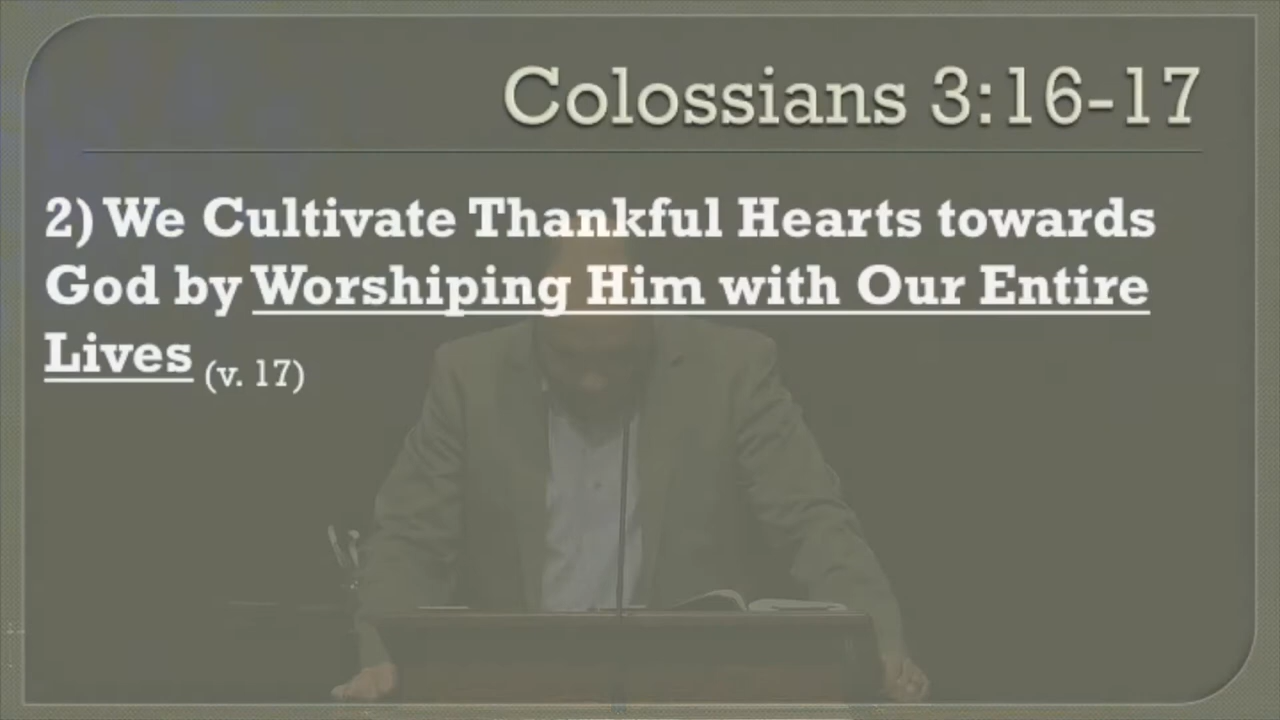 Colossians 3:16-17
2) We Cultivate Thankful Hearts towards
God by Worshiping Him with Our Entire
Lives (v. 17)